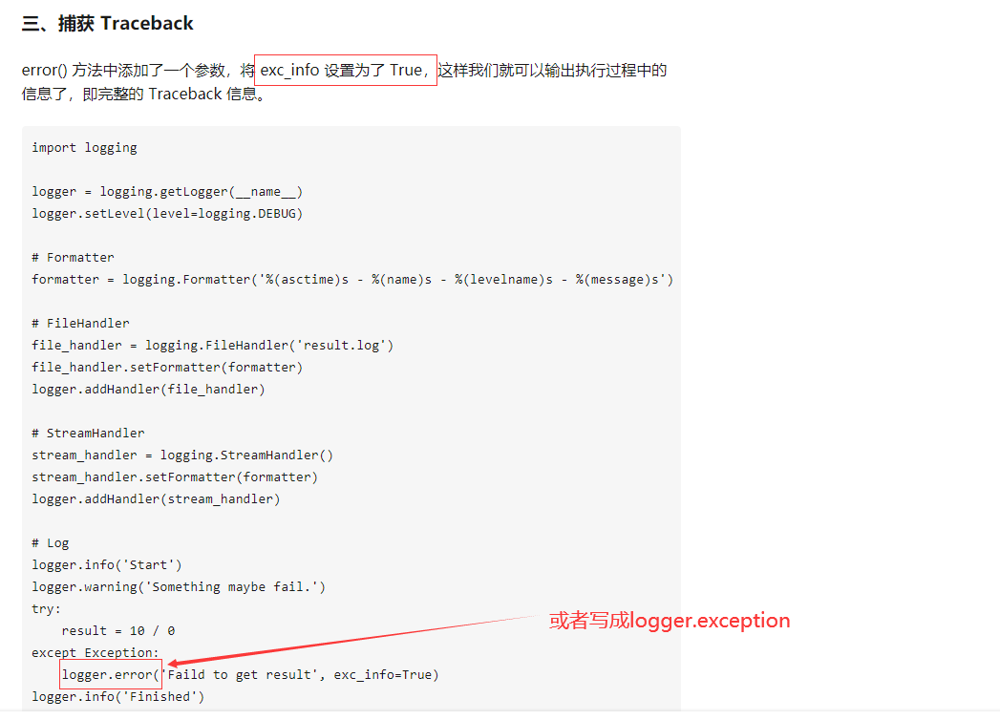 三、捕获 Traceback
error() 方法中添加了一个参数，将 exc_info 设置为了 True，这样我们就可以输出执行过程中的
信息了，即完整的 Traceback 信息。
import logging
logger = logging.getLogger(__name__)
logger.setLevel(level=logging.DEBUG)
# Formatter
formatter = logging.Formatter('%(asctime)s - %(name)s - %(levelname)s - %(message)s')
# FileHandler
file_handler = logging.FileHandler('result.log')
file_handler.setFormatter(formatter)
logger.addHandler(file_handler)
# StreamHandler
stream_handler = logging.StreamHandler()
stream_handler.setFormatter(formatter)
logger.addHandler(stream_handler)
# Log
logger.info('Start')
logger.warning('Something maybe fail.')
try:
    result = 10 / 0
except Exception:
    logger.error('Faild to get result', exc_info=True)
logger.info('Finished')
或者写成logger.exception